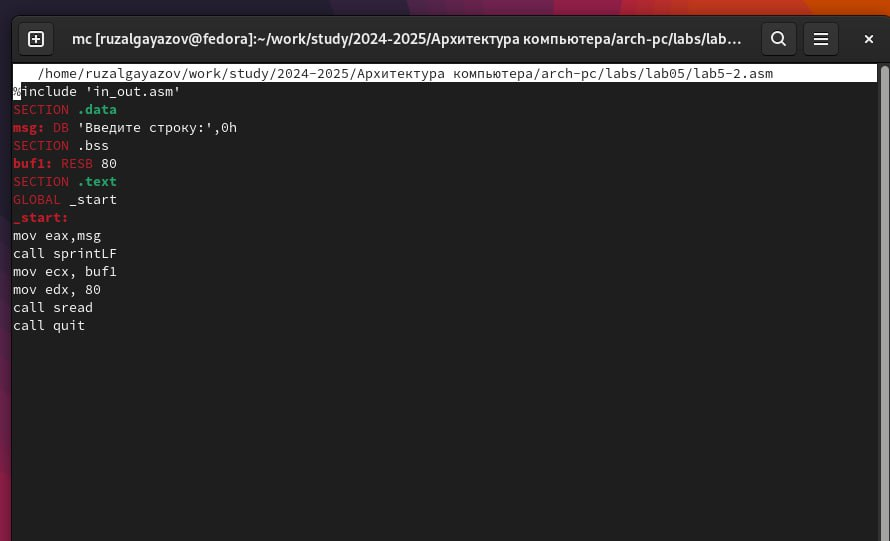 mc [ruzalgayazov@fedora]:~/work/study/2024-2025/Архитектура компьютера/arch-pc/labs/lab...
/home/ruzalgayazov/work/study/2024-2025/Архитектура компьютера/arch-pc/labs/lab05/lab5-2.asm
%include 'in_out.asm'
SECTION .data
msg: DB 'Введите строку:',0h
SECTION .bss
buf1: RESB 80
SECTION .text
GLOBAL _start
_start:
mov eax,msg
call sprintLF
mov ecx, buf1
mov edx, 80
call sread
call quit